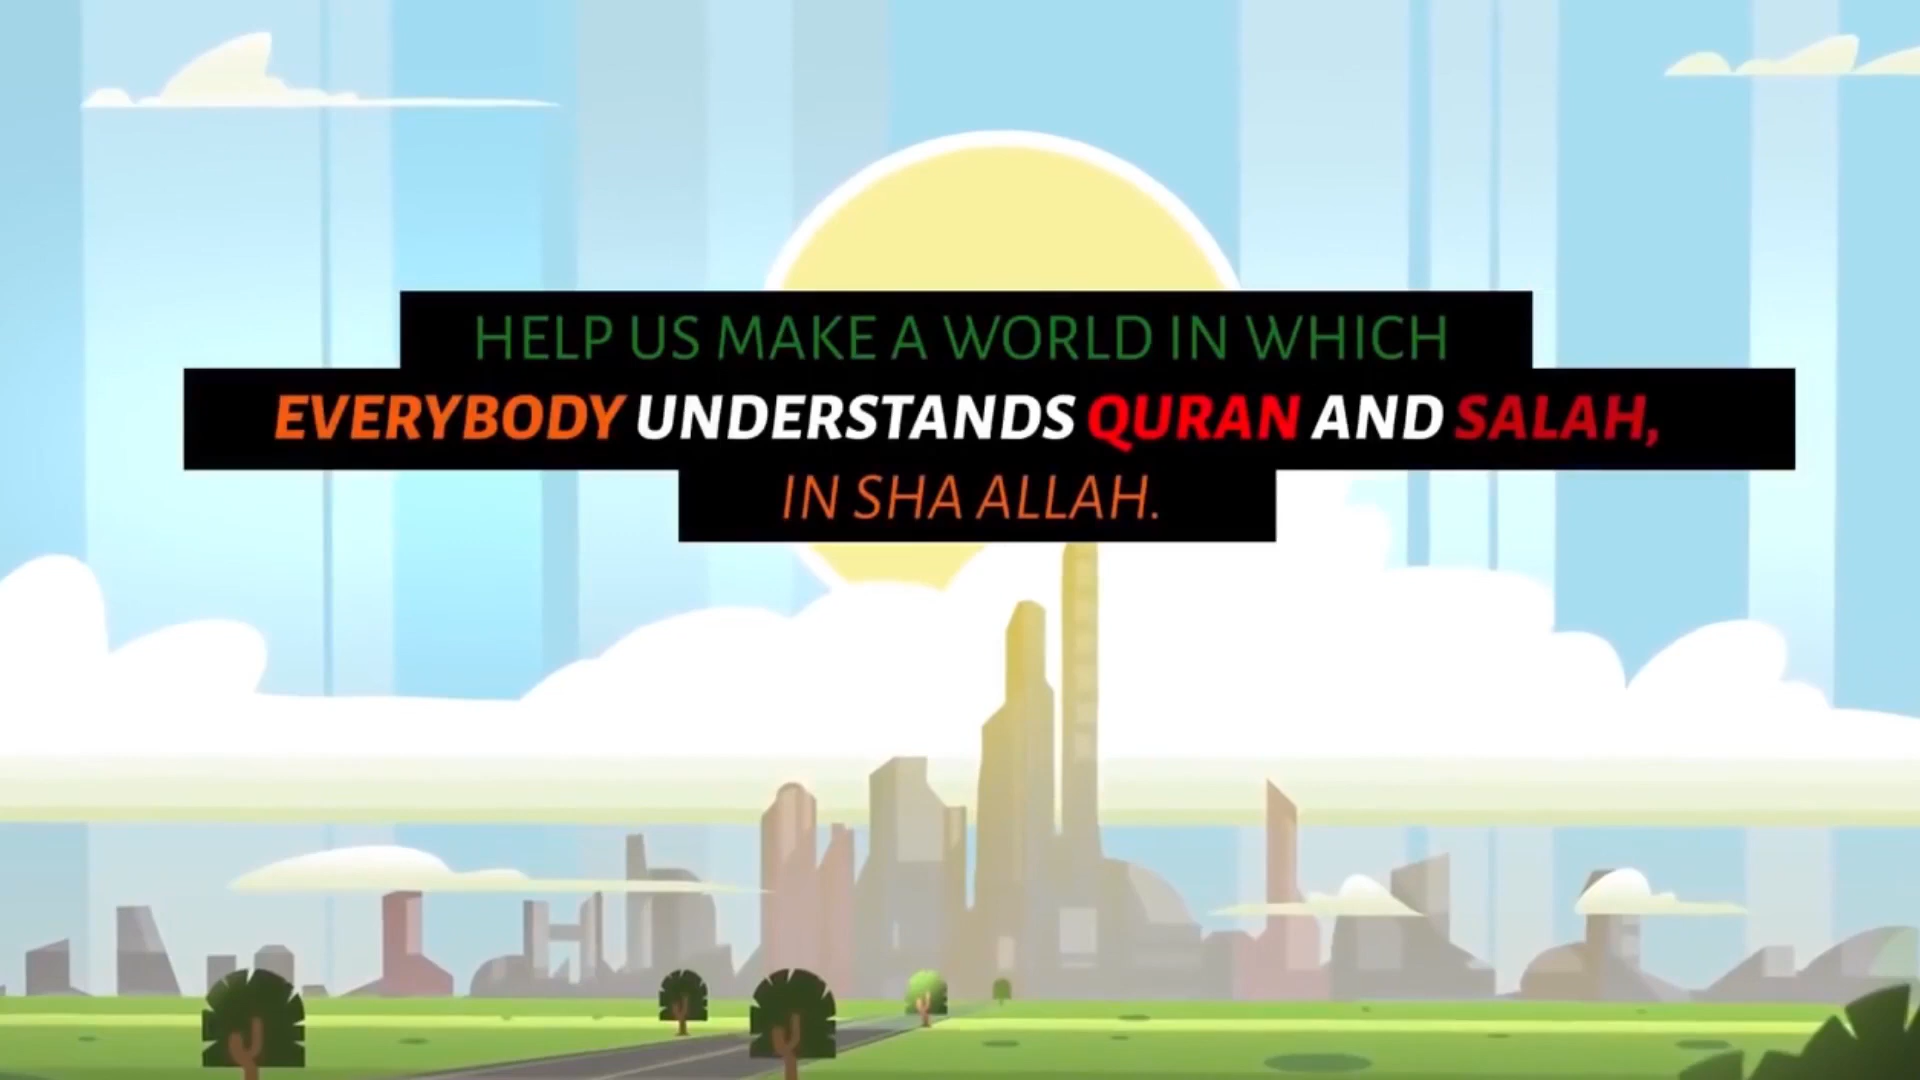 HELP US MAKE A WORLD IN WHICH
EVERYBODY UNDERSTANDS QURAN AND SALAH,
IN SHA ALLAH.